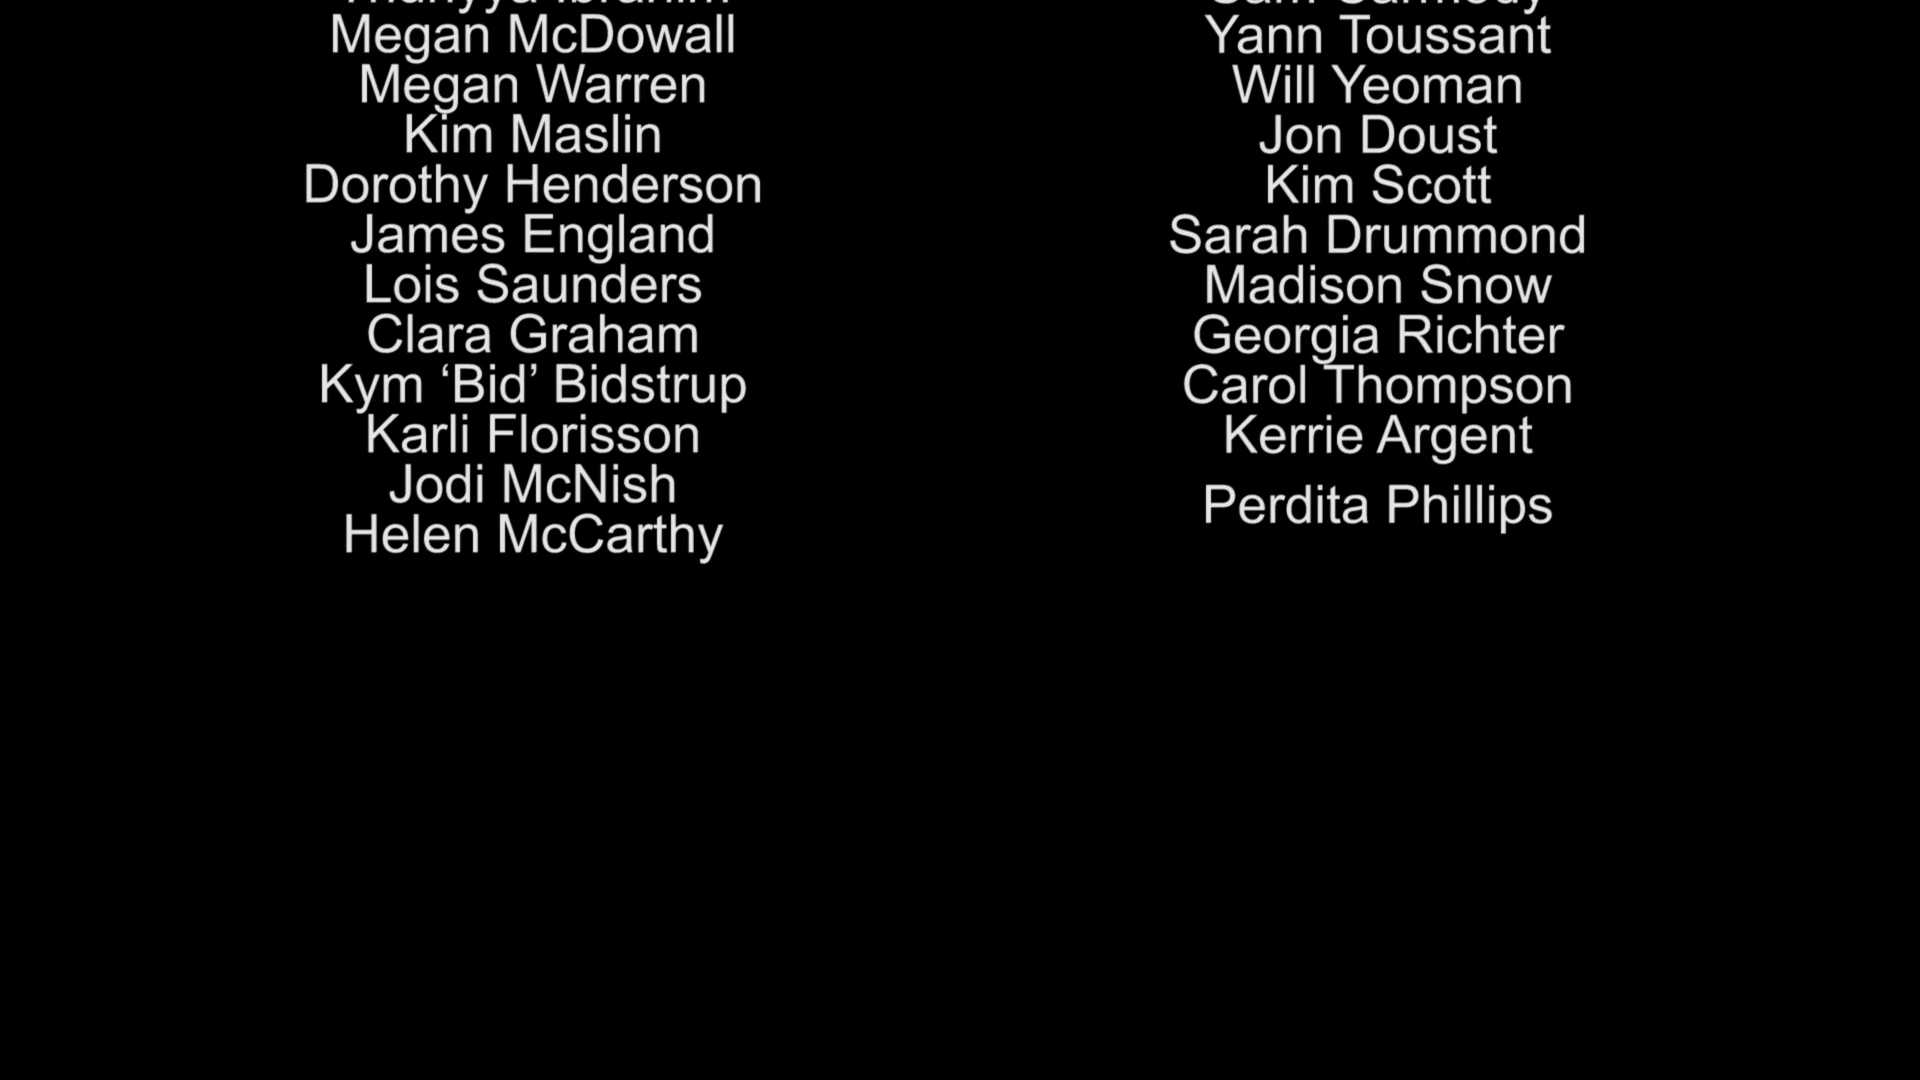 Megan McDowall
Megan Warren
Kim Maslin
Dorothy Henderson
James England
Lois Saunders
Clara Graham
Kym ‘Bid’ Bidstrup
Karli Florisson
Jodi McNish
Helen McCarthy
Yann Toussant
Will Yeoman
Jon Doust
Kim Scott
Sarah Drummond
Madison Snow
Georgia Richter
Carol Thompson
Kerrie Argent
Perdita Phillips